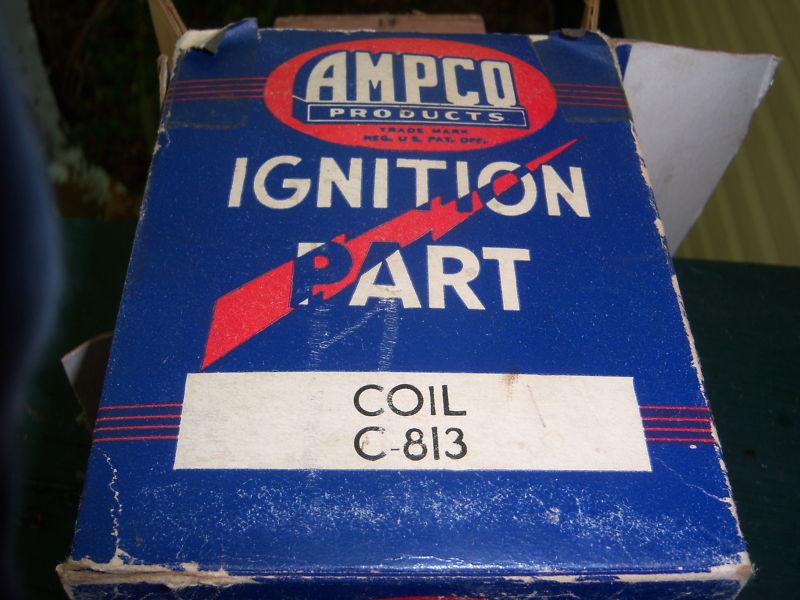 AMPCO
PRODUCTS
TRADE MARK
REG. U.S. PAT. OFF.
IGNITION
PART
COIL
C-813